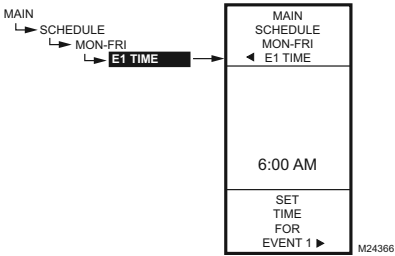 MAIN
SCHEDULE
MON-FRI
E1 TIME
MAIN
SCHEDULE
MON-FRI
◄ E1 TIME
6:00 AM
SET
TIME
FOR
EVENT 1 ►
M24366